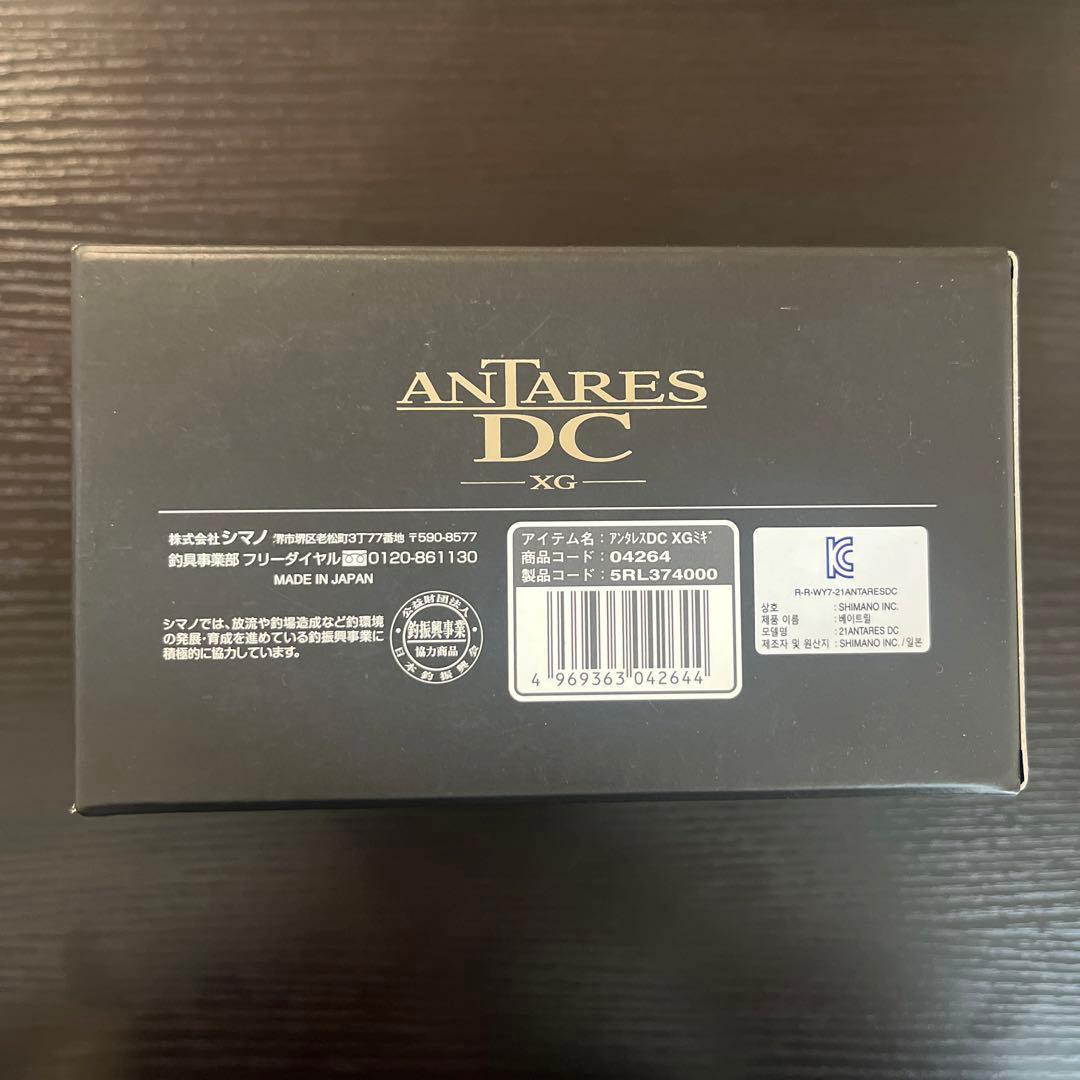 ANTARES
DC
XG
株式会社シマノ 堺市堺区老松町3丁77番地 〒590-8577
釣具事業部 フリーダイヤル 0120-861130
MADE IN JAPAN
シマノでは、放流や釣場造成など釣環境
の発展・育成を進めている釣振興事業に
積極的に協力しています。
公益財団法人
釣振興事業
協力商品
日本釣振興会
アイテム名：ｱﾝﾀﾚｽDC XGﾐｷﾞ
商品コード：04264
製品コード：5RL374000
4 969363 042644
R-R-WY7-21ANTARESDC
상호 : SHIMANO INC.
제품 이름 : 베이트릴
모델명 : 21ANTARES DC
제조자 및 원산지 : SHIMANO INC. / 일본